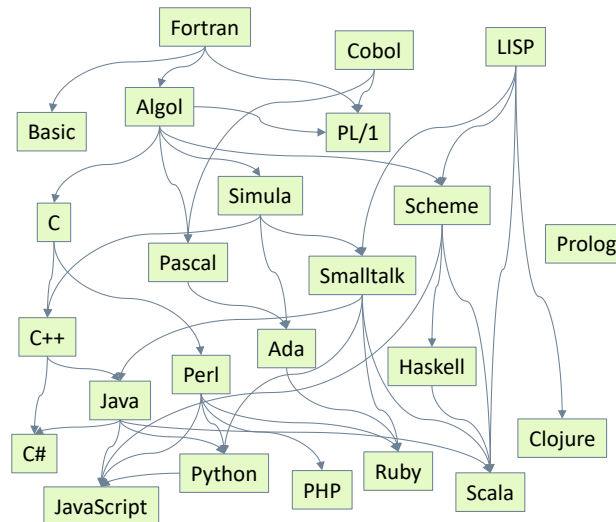 Fortran
Cobol
LISP
Basic
Algol
PL/1
C
Simula
Scheme
Pascal
Smalltalk
Prolog
C++
Ada
Haskell
Java
Perl
C#
Python
PHP
Ruby
Clojure
JavaScript
Scala